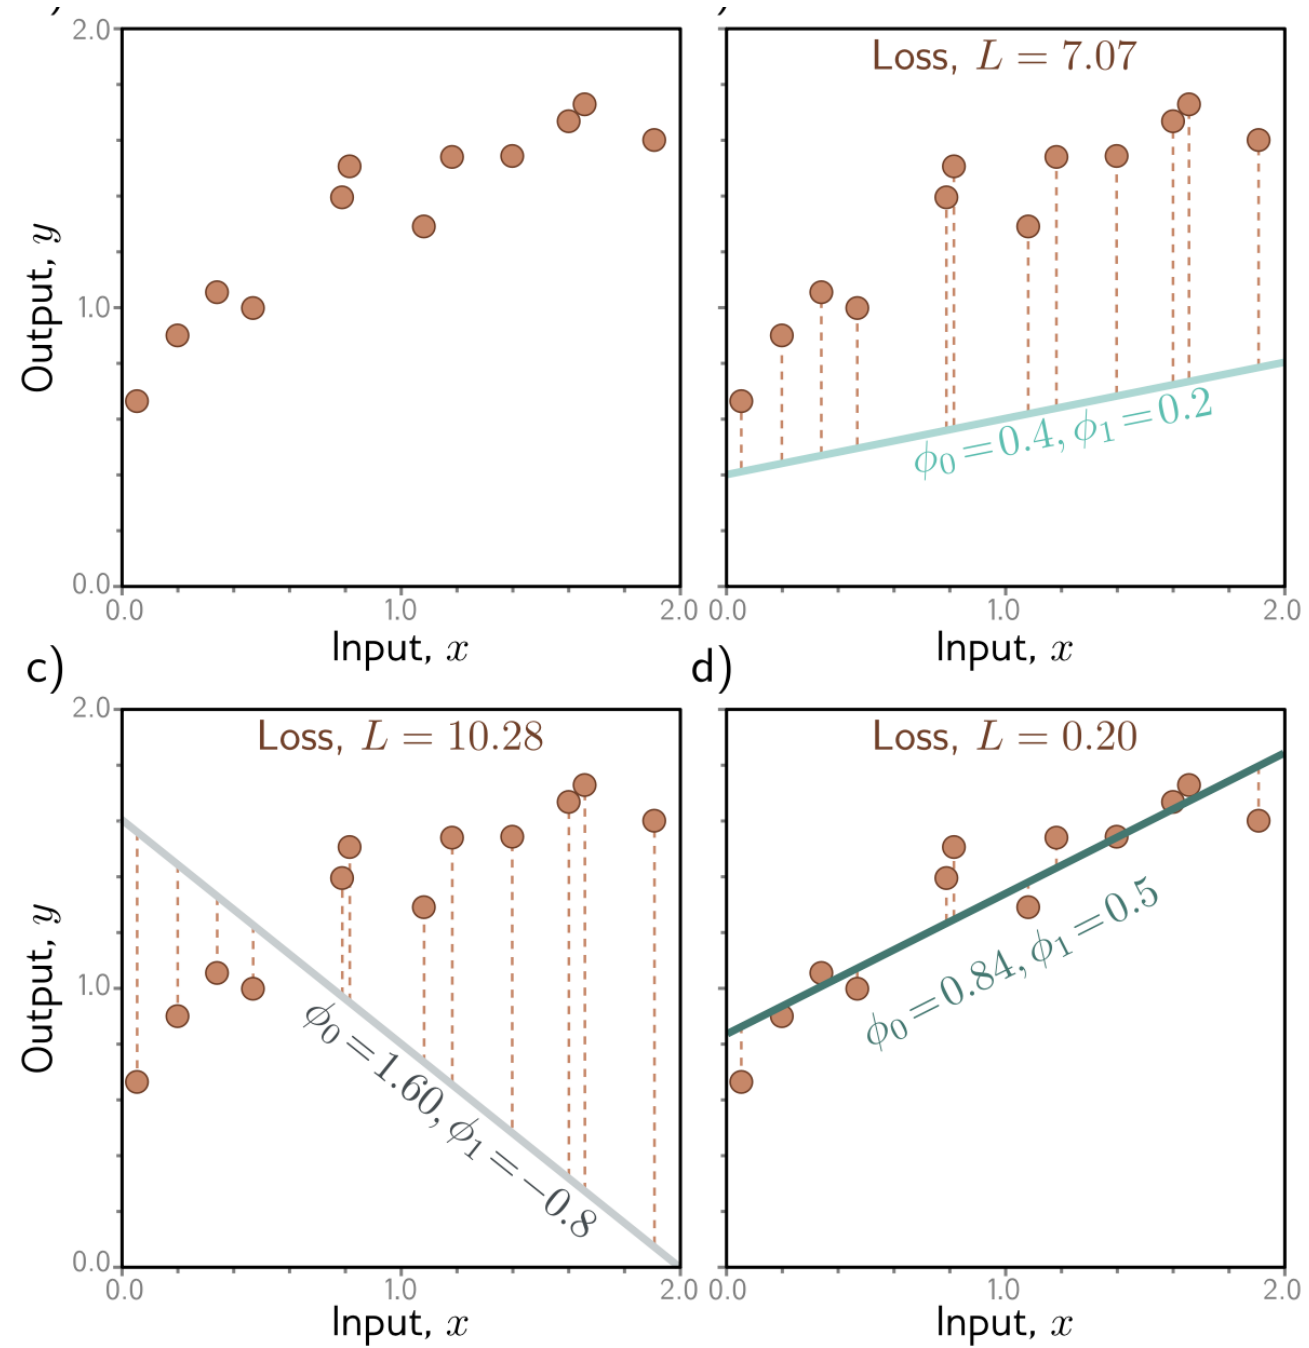 2.0
1.0
0.0
Output, y
0.0 1.0 2.0
Input, x
Loss, L = 7.07
ϕ₀=0.4, ϕ₁=0.2
0.0 1.0 2.0
Input, x
c)
2.0
1.0
0.0
Output, y
Loss, L = 10.28
ϕ₀=1.60, ϕ₁=−0.8
0.0 1.0 2.0
Input, x
d)
Loss, L = 0.20
ϕ₀=0.84, ϕ₁=0.5
0.0 1.0 2.0
Input, x